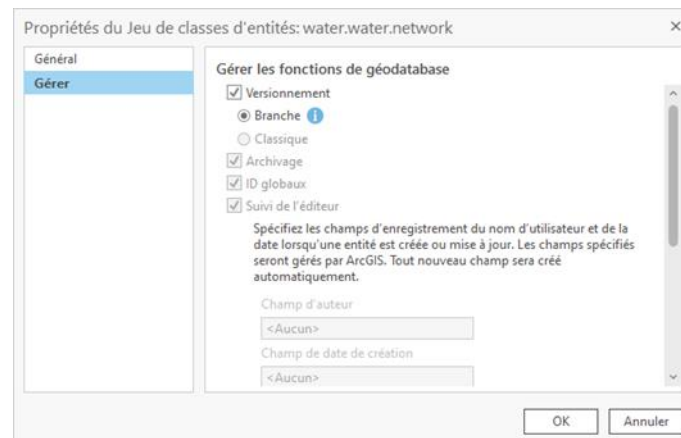 Propriétés du Jeu de classes d'entités: water.water.network
Général
Gérer
Gérer les fonctions de géodatabase
Versionnement
Branche
Classique
Archivage
ID globaux
Suivi de l'éditeur
Spécifiez les champs d'enregistrement du nom d'utilisateur et de la
date lorsqu'une entité est créée ou mise à jour. Les champs spécifiés
seront gérés par ArcGIS. Tout nouveau champ sera créé
automatiquement.
Champ d'auteur
<Aucun>
Champ de date de création
<Aucun>
OK
Annuler